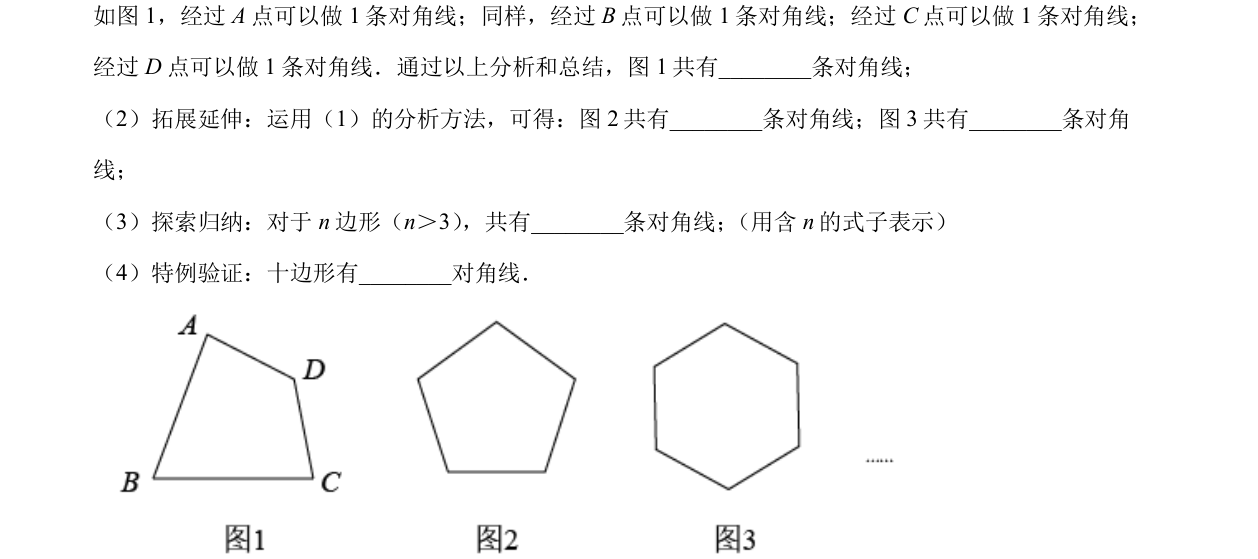 如图 1，经过 A 点可以做 1 条对角线；同样，经过 B 点可以做 1 条对角线；经过 C 点可以做 1 条对角线；
经过 D 点可以做 1 条对角线．通过以上分析和总结，图 1 共有________条对角线；
（2）拓展延伸：运用（1）的分析方法，可得：图 2 共有________条对角线；图 3 共有________条对角
线；
（3）探索归纳：对于 n 边形（n＞3），共有________条对角线；（用含 n 的式子表示）
（4）特例验证：十边形有________对角线．
A
D
B
C
......
图1
图2
图3